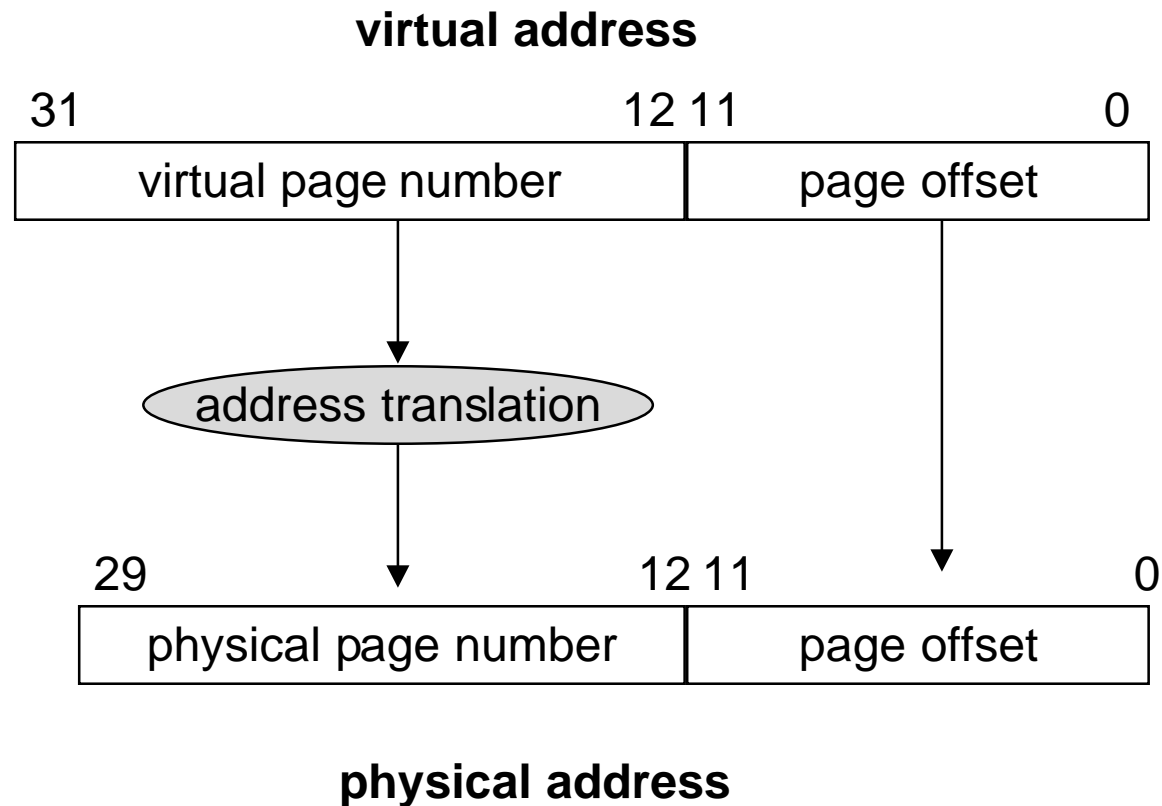 virtual address
31 12 11 0
virtual page number page offset
address translation
29 12 11 0
physical page number page offset
physical address